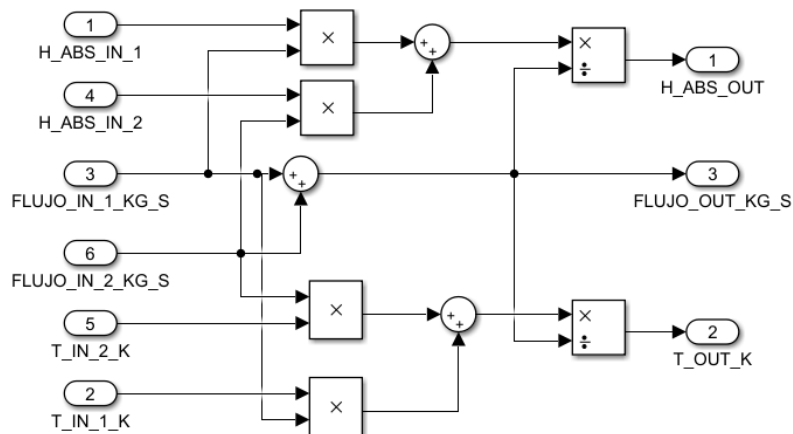 1
H_ABS_IN_1
4
H_ABS_IN_2
3
FLUJO_IN_1_KG_S
6
FLUJO_IN_2_KG_S
5
T_IN_2_K
2
T_IN_1_K
×
×
+
+
+
+
×
×
+
+
×
÷
×
÷
1
H_ABS_OUT
3
FLUJO_OUT_KG_S
2
T_OUT_K